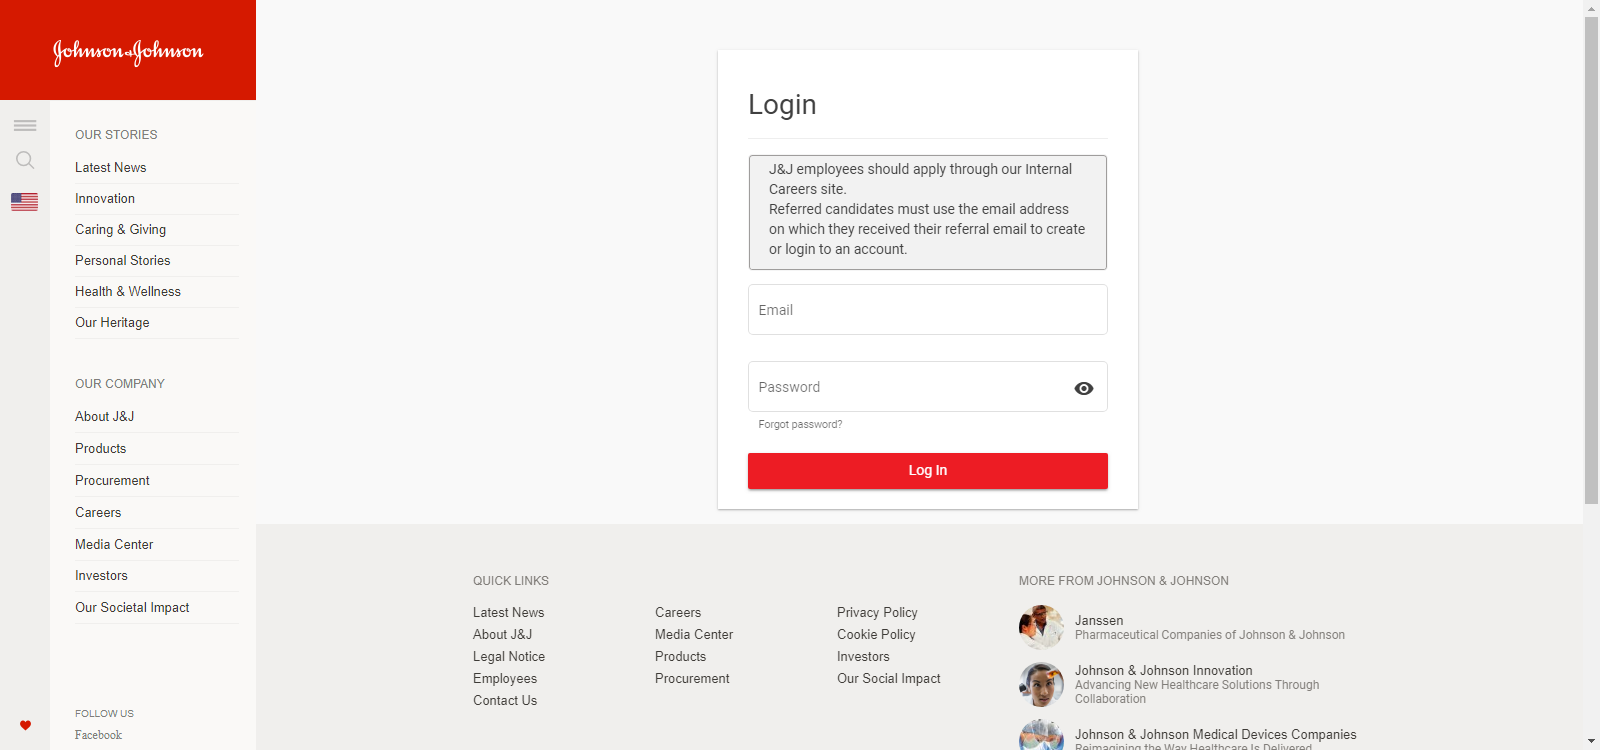 Johnson&Johnson
OUR STORIES
Latest News
Innovation
Caring & Giving
Personal Stories
Health & Wellness
Our Heritage
OUR COMPANY
About J&J
Products
Procurement
Careers
Media Center
Investors
Our Societal Impact
FOLLOW US
Facebook
Login
J&J employees should apply through our Internal
Careers site.
Referred candidates must use the email address
on which they received their referral email to create
or login to an account.
Email
Password
Forgot password?
Log In
QUICK LINKS
Latest News
About J&J
Legal Notice
Employees
Contact Us
Careers
Media Center
Products
Procurement
Privacy Policy
Cookie Policy
Investors
Our Social Impact
MORE FROM JOHNSON & JOHNSON
Janssen
Pharmaceutical Companies of Johnson & Johnson
Johnson & Johnson Innovation
Advancing New Healthcare Solutions Through
Collaboration
Johnson & Johnson Medical Devices Companies
Reimagining the Way Healthcare Is Delivered